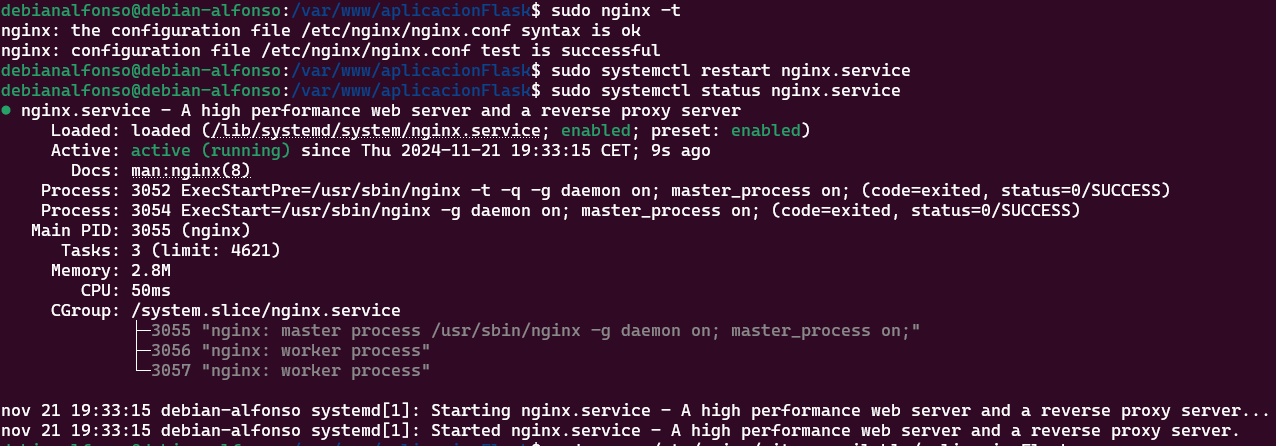 debianalfonso@debian-alfonso:/var/www/aplicacionFlask$ sudo nginx -t
nginx: the configuration file /etc/nginx/nginx.conf syntax is ok
nginx: configuration file /etc/nginx/nginx.conf test is successful
debianalfonso@debian-alfonso:/var/www/aplicacionFlask$ sudo systemctl restart nginx.service
debianalfonso@debian-alfonso:/var/www/aplicacionFlask$ sudo systemctl status nginx.service
● nginx.service - A high performance web server and a reverse proxy server
Loaded: loaded (/lib/systemd/system/nginx.service; enabled; preset: enabled)
Active: active (running) since Thu 2024-11-21 19:33:15 CET; 9s ago
Docs: man:nginx(8)
Process: 3052 ExecStartPre=/usr/sbin/nginx -t -q -g daemon on; master_process on; (code=exited, status=0/SUCCESS)
Process: 3054 ExecStart=/usr/sbin/nginx -g daemon on; master_process on; (code=exited, status=0/SUCCESS)
Main PID: 3055 (nginx)
Tasks: 3 (limit: 4621)
Memory: 2.8M
CPU: 50ms
CGroup: /system.slice/nginx.service
├─3055 "nginx: master process /usr/sbin/nginx -g daemon on; master_process on;"
├─3056 "nginx: worker process"
└─3057 "nginx: worker process"
nov 21 19:33:15 debian-alfonso systemd[1]: Starting nginx.service - A high performance web server and a reverse proxy server...
nov 21 19:33:15 debian-alfonso systemd[1]: Started nginx.service - A high performance web server and a reverse proxy server.